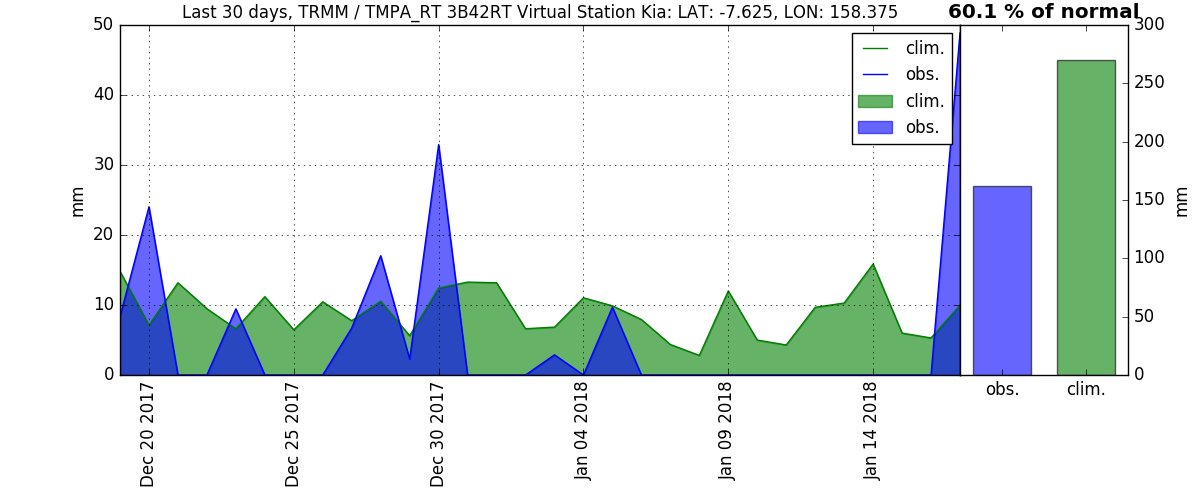 Last 30 days, TRMM / TMPA_RT 3B42RT Virtual Station Kia: LAT: -7.625, LON: 158.375
60.1 % of normal
50
40
30
20
10
0
mm
clim.
obs.
clim.
obs.
300
250
200
150
100
50
0
mm
obs.
clim.
Dec 20 2017
Dec 25 2017
Dec 30 2017
Jan 04 2018
Jan 09 2018
Jan 14 2018